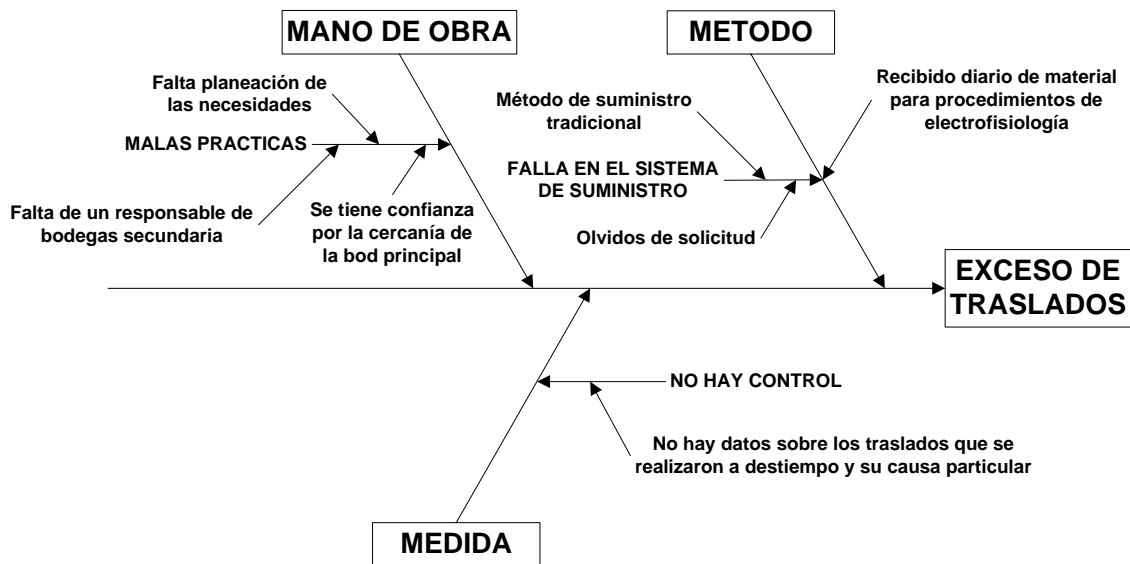 MANO DE OBRA
METODO
Falta planeación de
las necesidades
MALAS PRACTICAS
Falta de un responsable de
bodegas secundaria
Se tiene confianza
por la cercanía de
la bod principal
Método de suministro
tradicional
Recibido diario de material
para procedimientos de
electrofisiología
FALLA EN EL SISTEMA
DE SUMINISTRO
Olvidos de solicitud
EXCESO DE
TRASLADOS
NO HAY CONTROL
No hay datos sobre los traslados que se
realizaron a destiempo y su causa particular
MEDIDA